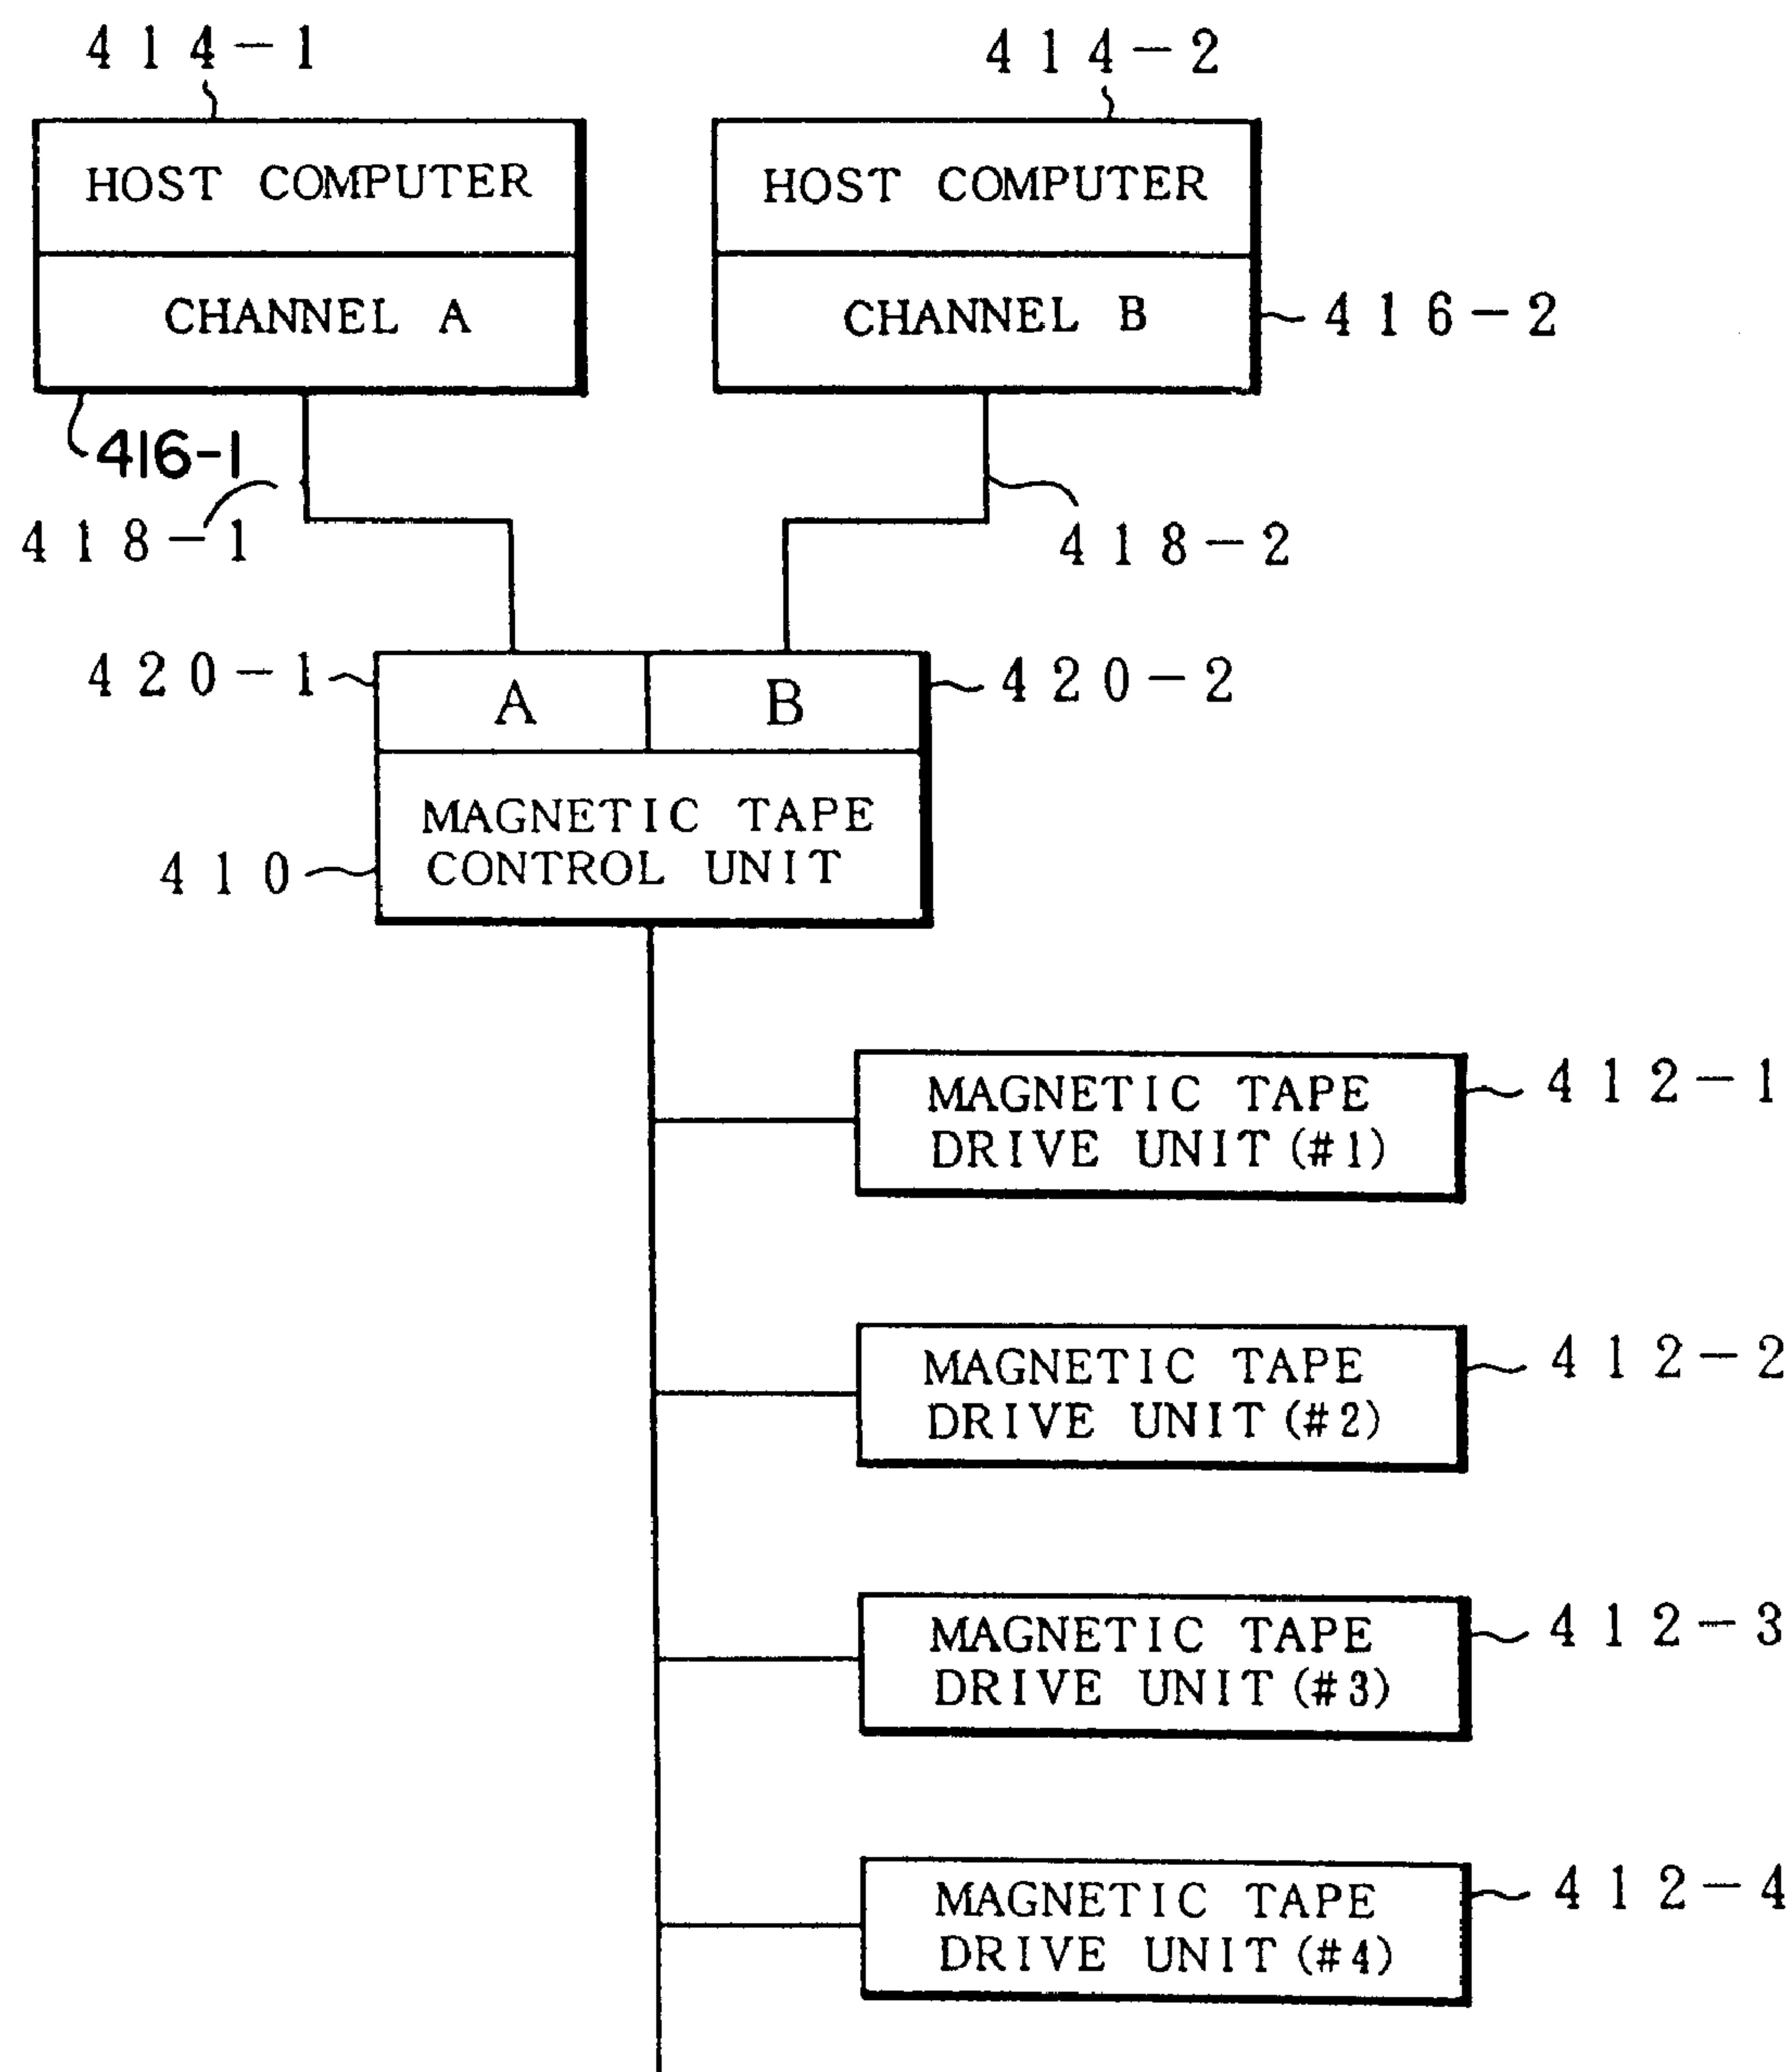 414-1
414-2
HOST COMPUTER
HOST COMPUTER
CHANNEL A
CHANNEL B
416-2
416-1
418-1
418-2
420-1
A
B
420-2
MAGNETIC TAPE
CONTROL UNIT
410
MAGNETIC TAPE
DRIVE UNIT (#1)
412-1
MAGNETIC TAPE
DRIVE UNIT (#2)
412-2
MAGNETIC TAPE
DRIVE UNIT (#3)
412-3
MAGNETIC TAPE
DRIVE UNIT (#4)
412-4